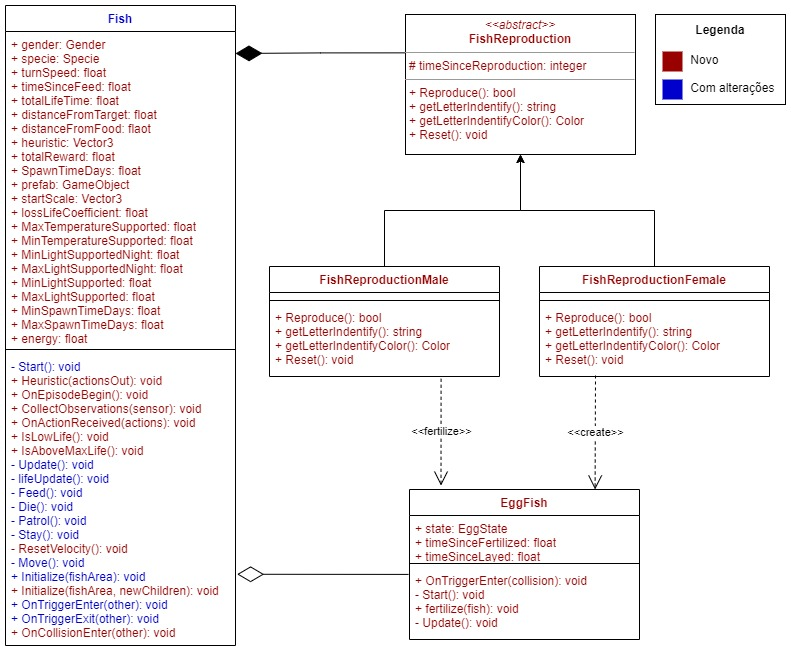 Fish
+ gender: Gender
+ specie: Specie
+ turnSpeed: float
+ timeSinceFeed: float
+ totalLifeTime: float
+ distanceFromTarget: float
+ distanceFromFood: flaot
+ heuristic: Vector3
+ totalReward: float
+ SpawnTimeDays: float
+ prefab: GameObject
+ startScale: Vector3
+ lossLifeCoefficient: float
+ MaxTemperatureSupported: float
+ MinTemperatureSupported: float
+ MinLightSupportedNight: float
+ MaxLightSupportedNight: float
+ MinLightSupported: float
+ MaxLightSupported: float
+ MinSpawnTimeDays: float
+ MaxSpawnTimeDays: float
+ energy: float
- Start(): void
+ Heuristic(actionsOut): void
+ OnEpisodeBegin(): void
+ CollectObservations(sensor): void
+ OnActionReceived(actions): void
+ IsLowLife(): void
+ IsAboveMaxLife(): void
- Update(): void
- lifeUpdate(): void
- Feed(): void
- Die(): void
- Patrol(): void
- Stay(): void
- ResetVelocity(): void
- Move(): void
+ Initialize(fishArea): void
+ Initialize(fishArea, newChildren): void
+ OnTriggerEnter(other): void
+ OnTriggerExit(other): void
+ OnCollisionEnter(other): void
<<abstract>>
FishReproduction
# timeSinceReproduction: integer
+ Reproduce(): bool
+ getLetterIndentify(): string
+ getLetterIndentifyColor(): Color
+ Reset(): void
Legenda
Novo
Com alterações
FishReproductionMale
+ Reproduce(): bool
+ getLetterIndentify(): string
+ getLetterIndentifyColor(): Color
+ Reset(): void
FishReproductionFemale
+ Reproduce(): bool
+ getLetterIndentify(): string
+ getLetterIndentifyColor(): Color
+ Reset(): void
<<fertilize>>
<<create>>
EggFish
+ state: EggState
+ timeSinceFertilized: float
+ timeSinceLayed: float
+ OnTriggerEnter(collision): void
- Start(): void
+ fertilize(fish): void
- Update(): void